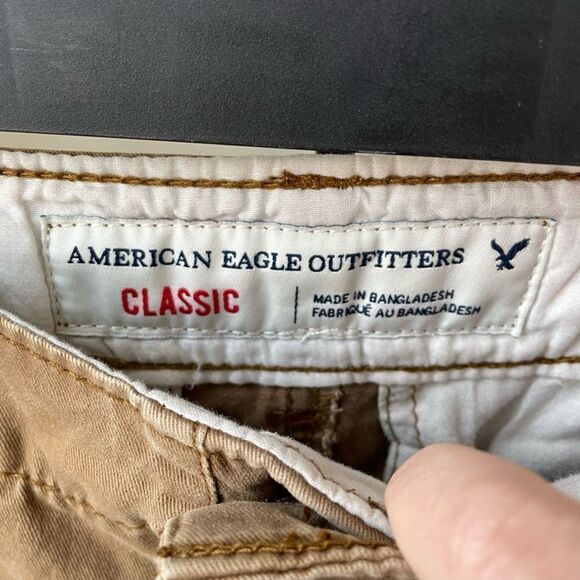 AMERICAN EAGLE OUTFITTERS
CLASSIC
MADE IN BANGLADESH
FABRIQUÉ AU BANGLADESH